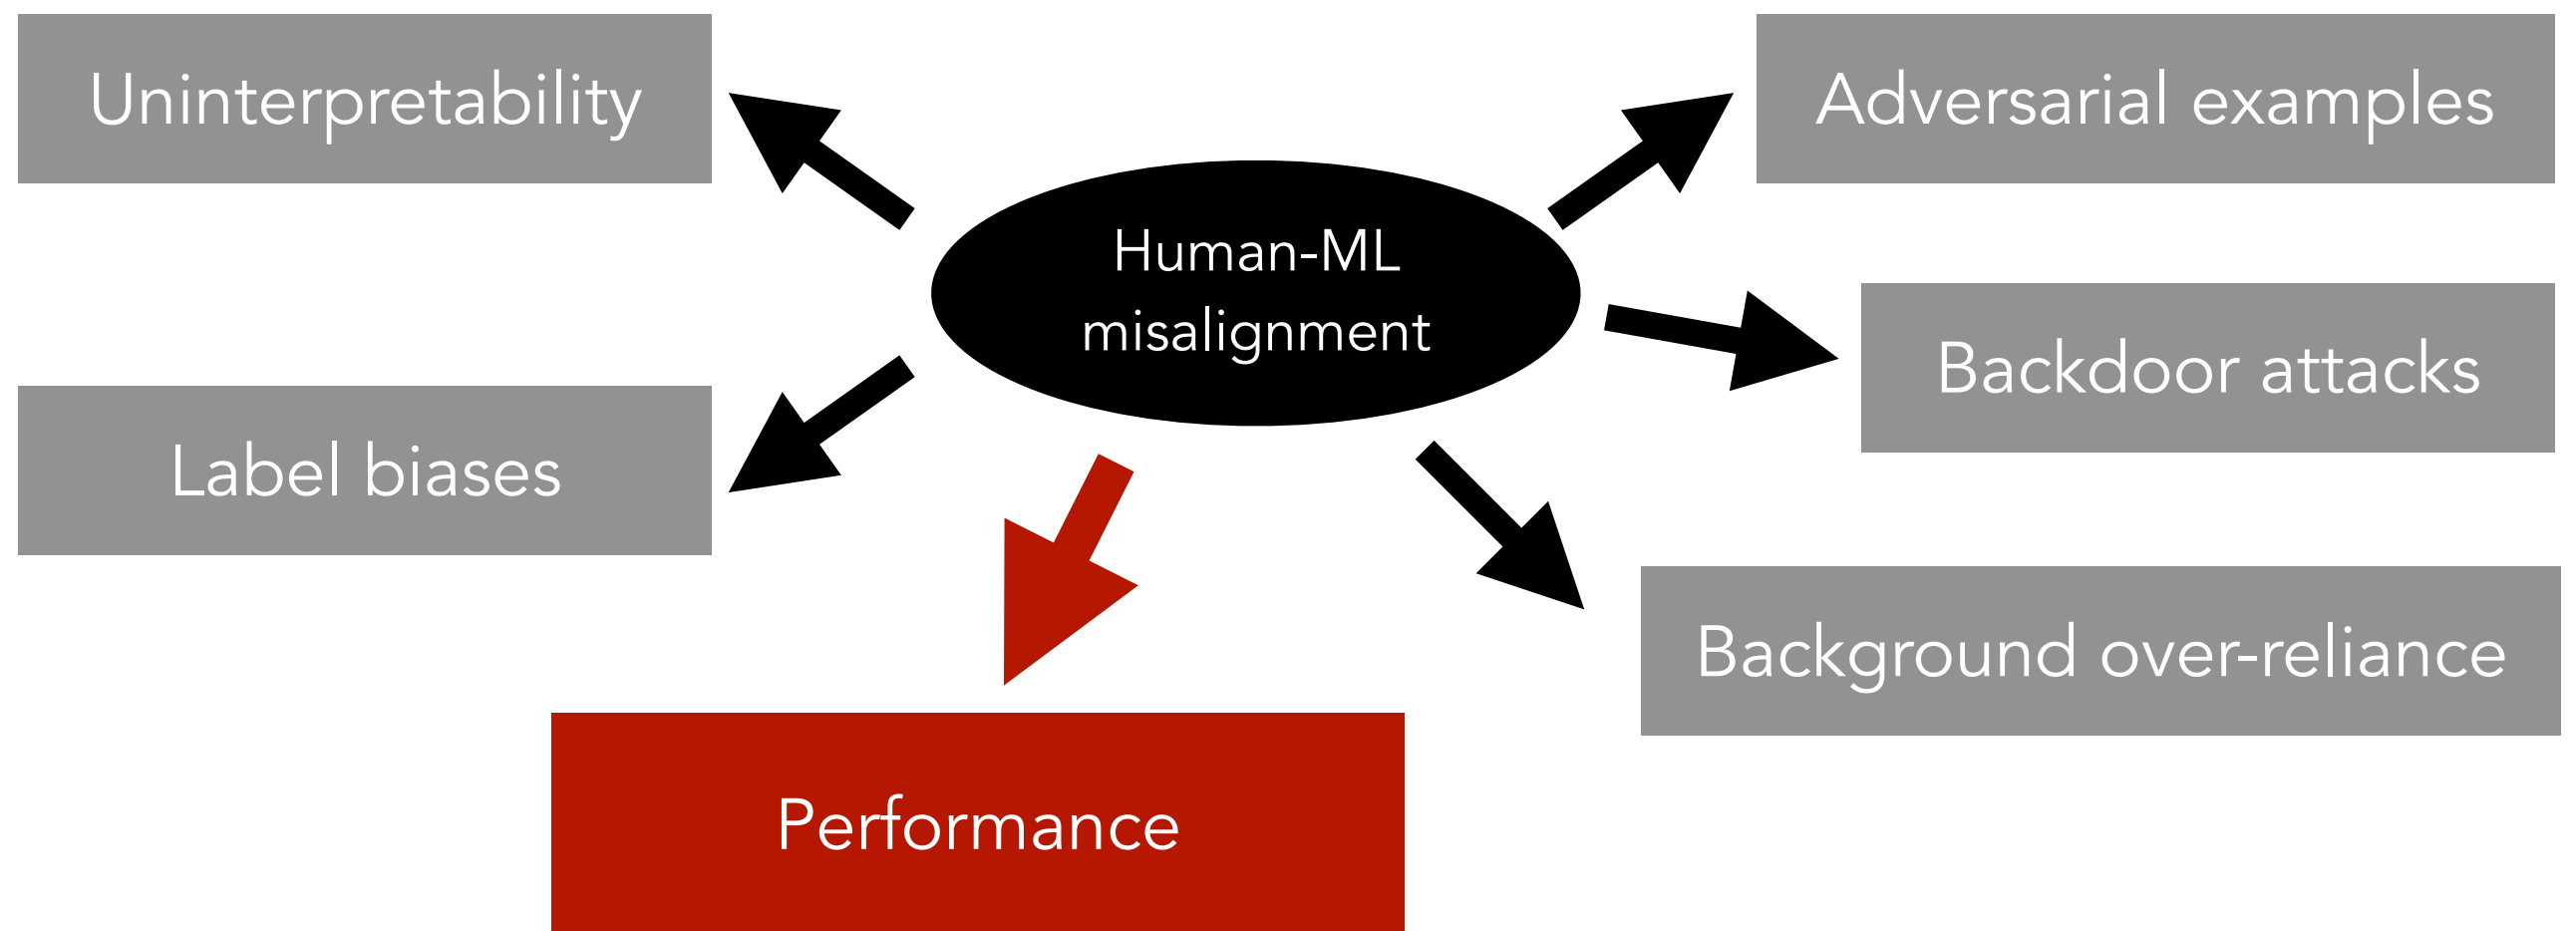 Uninterpretability
Adversarial examples
Human-ML
misalignment
Backdoor attacks
Label biases
Background over-reliance
Performance